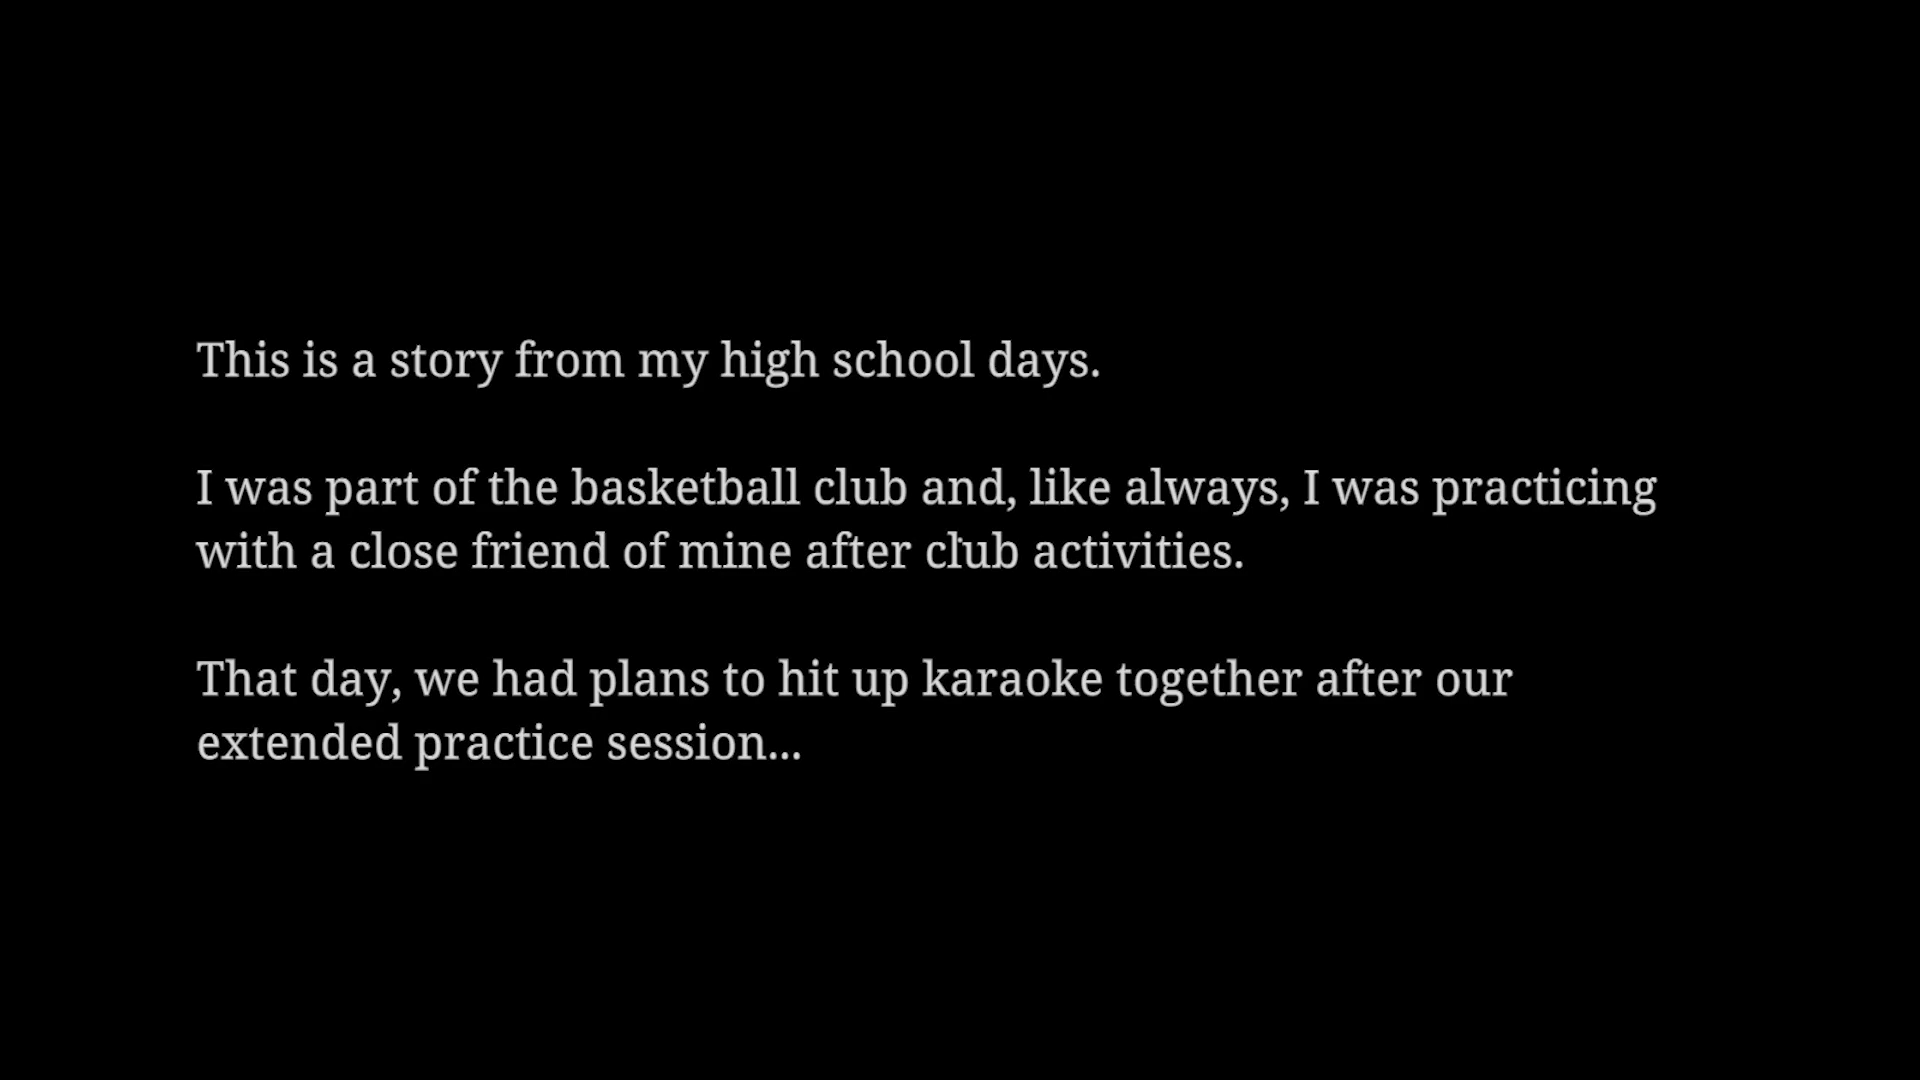 This is a story from my high school days.
I was part of the basketball club and, like always, I was practicing
with a close friend of mine after club activities.
That day, we had plans to hit up karaoke together after our
extended practice session...